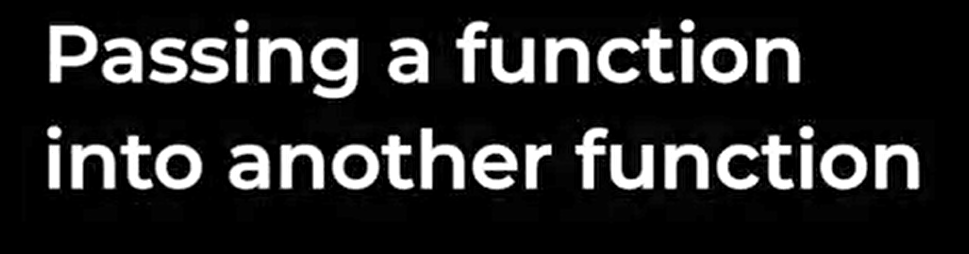 Passing a function
into another function